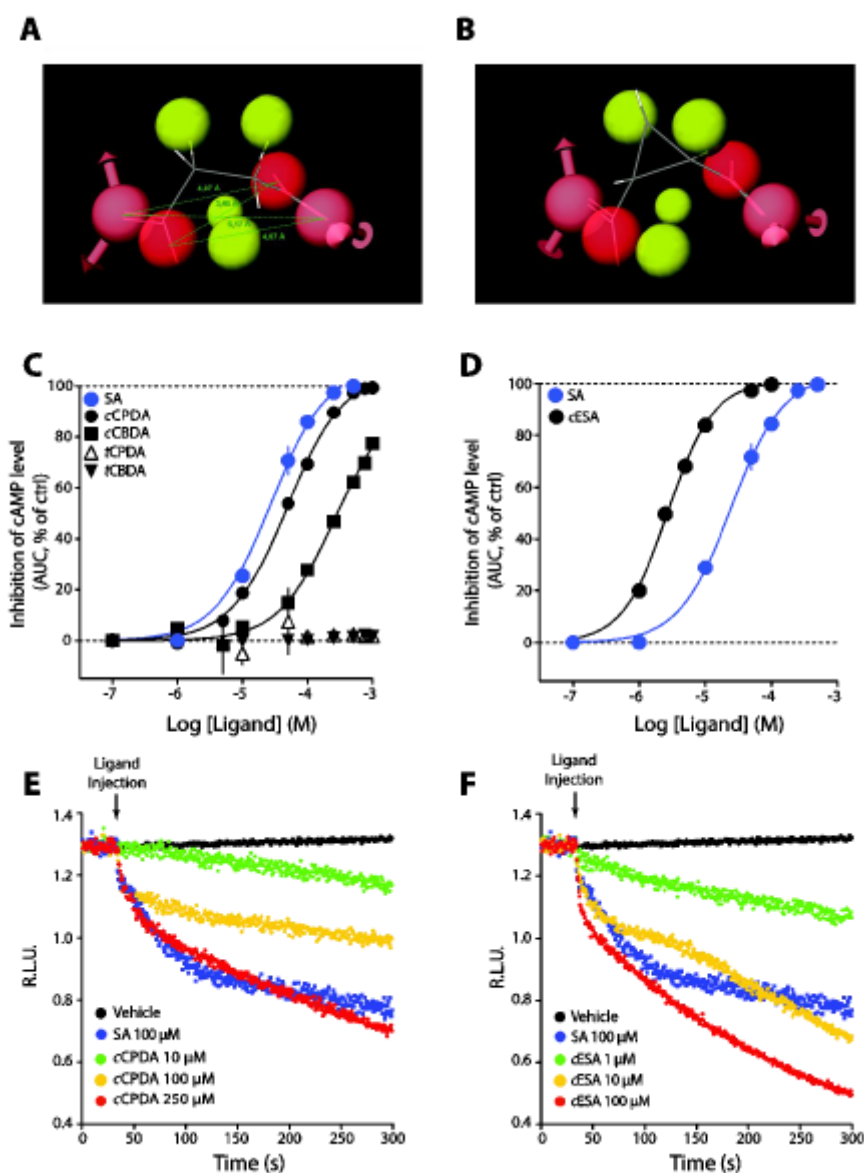 A
B
4,87 Å
4,67 Å
C
Inhibition of cAMP level
(AUC, % of ctrl)
100
80
60
40
20
0
SA
cCPDA
cCBDA
tCPDA
tCBDA
-7 -6 -5 -4 -3
Log [Ligand] (M)
D
Inhibition of cAMP level
(AUC, % of ctrl)
100
80
60
40
20
0
SA
cESA
-7 -6 -5 -4 -3
Log [Ligand] (M)
E
Ligand
Injection
R.L.U.
1.4
1.2
1.0
0.8
0.6
0.4
Vehicle
SA 100 µM
cCPDA 10 µM
cCPDA 100 µM
cCPDA 250 µM
0 50 100 150 200 250 300
Time (s)
F
Ligand
Injection
R.L.U.
1.4
1.2
1.0
0.8
0.6
0.4
Vehicle
SA 100 µM
cESA 1 µM
cESA 10 µM
cESA 100 µM
0 50 100 150 200 250 300
Time (s)